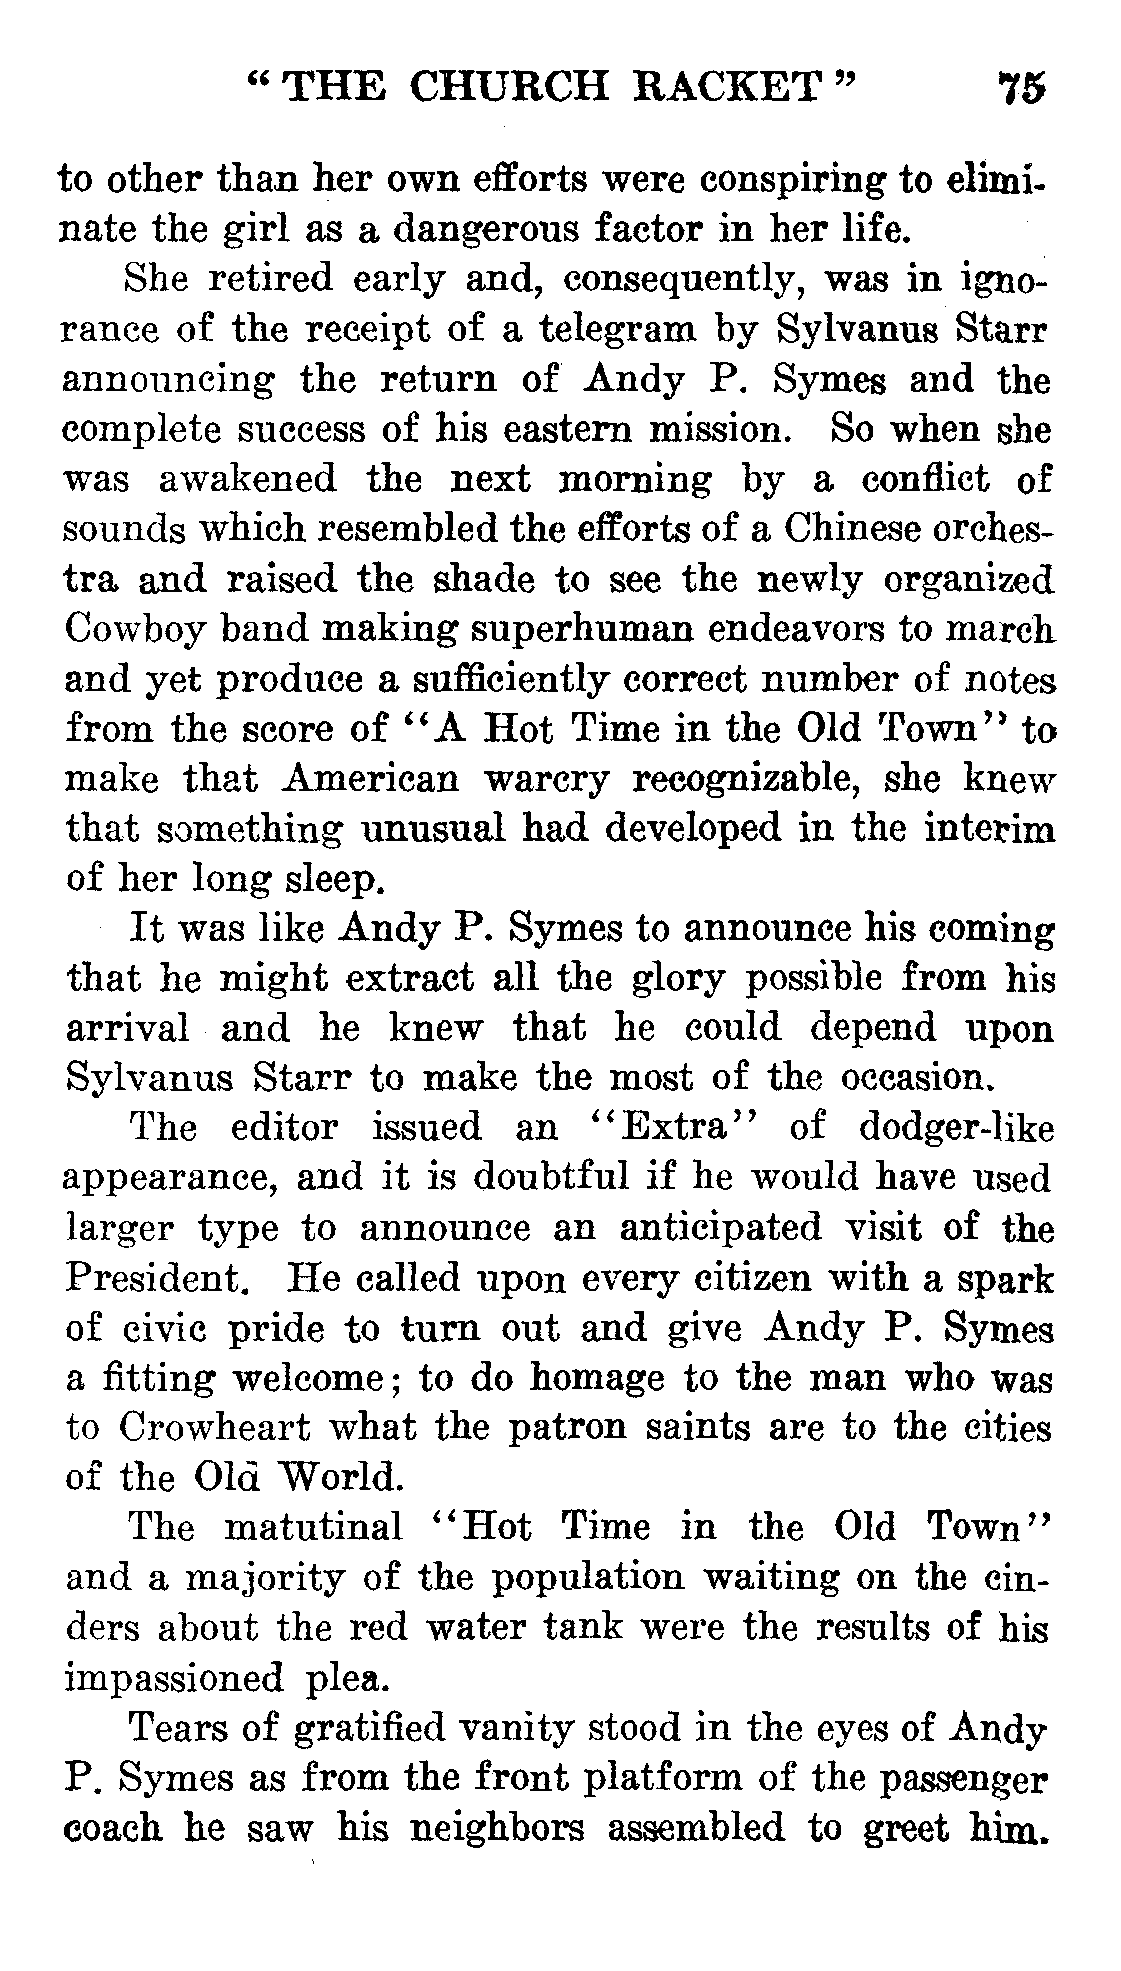 “ THE CHURCH RACKET ” 75
to other than her own efforts were conspiring to elimi-
nate the girl as a dangerous factor in her life.
She retired early and, consequently, was in igno-
rance of the receipt of a telegram by Sylvanus Starr
announcing the return of Andy P. Symes and the
complete success of his eastern mission. So when she
was awakened the next morning by a conflict of
sounds which resembled the efforts of a Chinese orches-
tra and raised the shade to see the newly organized
Cowboy band making superhuman endeavors to march
and yet produce a sufficiently correct number of notes
from the score of “A Hot Time in the Old Town” to
make that American warcry recognizable, she knew
that something unusual had developed in the interim
of her long sleep.
It was like Andy P. Symes to announce his coming
that he might extract all the glory possible from his
arrival and he knew that he could depend upon
Sylvanus Starr to make the most of the occasion.
The editor issued an “Extra” of dodger-like
appearance, and it is doubtful if he would have used
larger type to announce an anticipated visit of the
President. He called upon every citizen with a spark
of civic pride to turn out and give Andy P. Symes
a fitting welcome; to do homage to the man who was
to Crowheart what the patron saints are to the cities
of the Old World.
The matutinal “Hot Time in the Old Town”
and a majority of the population waiting on the cin-
ders about the red water tank were the results of his
impassioned plea.
Tears of gratified vanity stood in the eyes of Andy
P. Symes as from the front platform of the passenger
coach he saw his neighbors assembled to greet him.